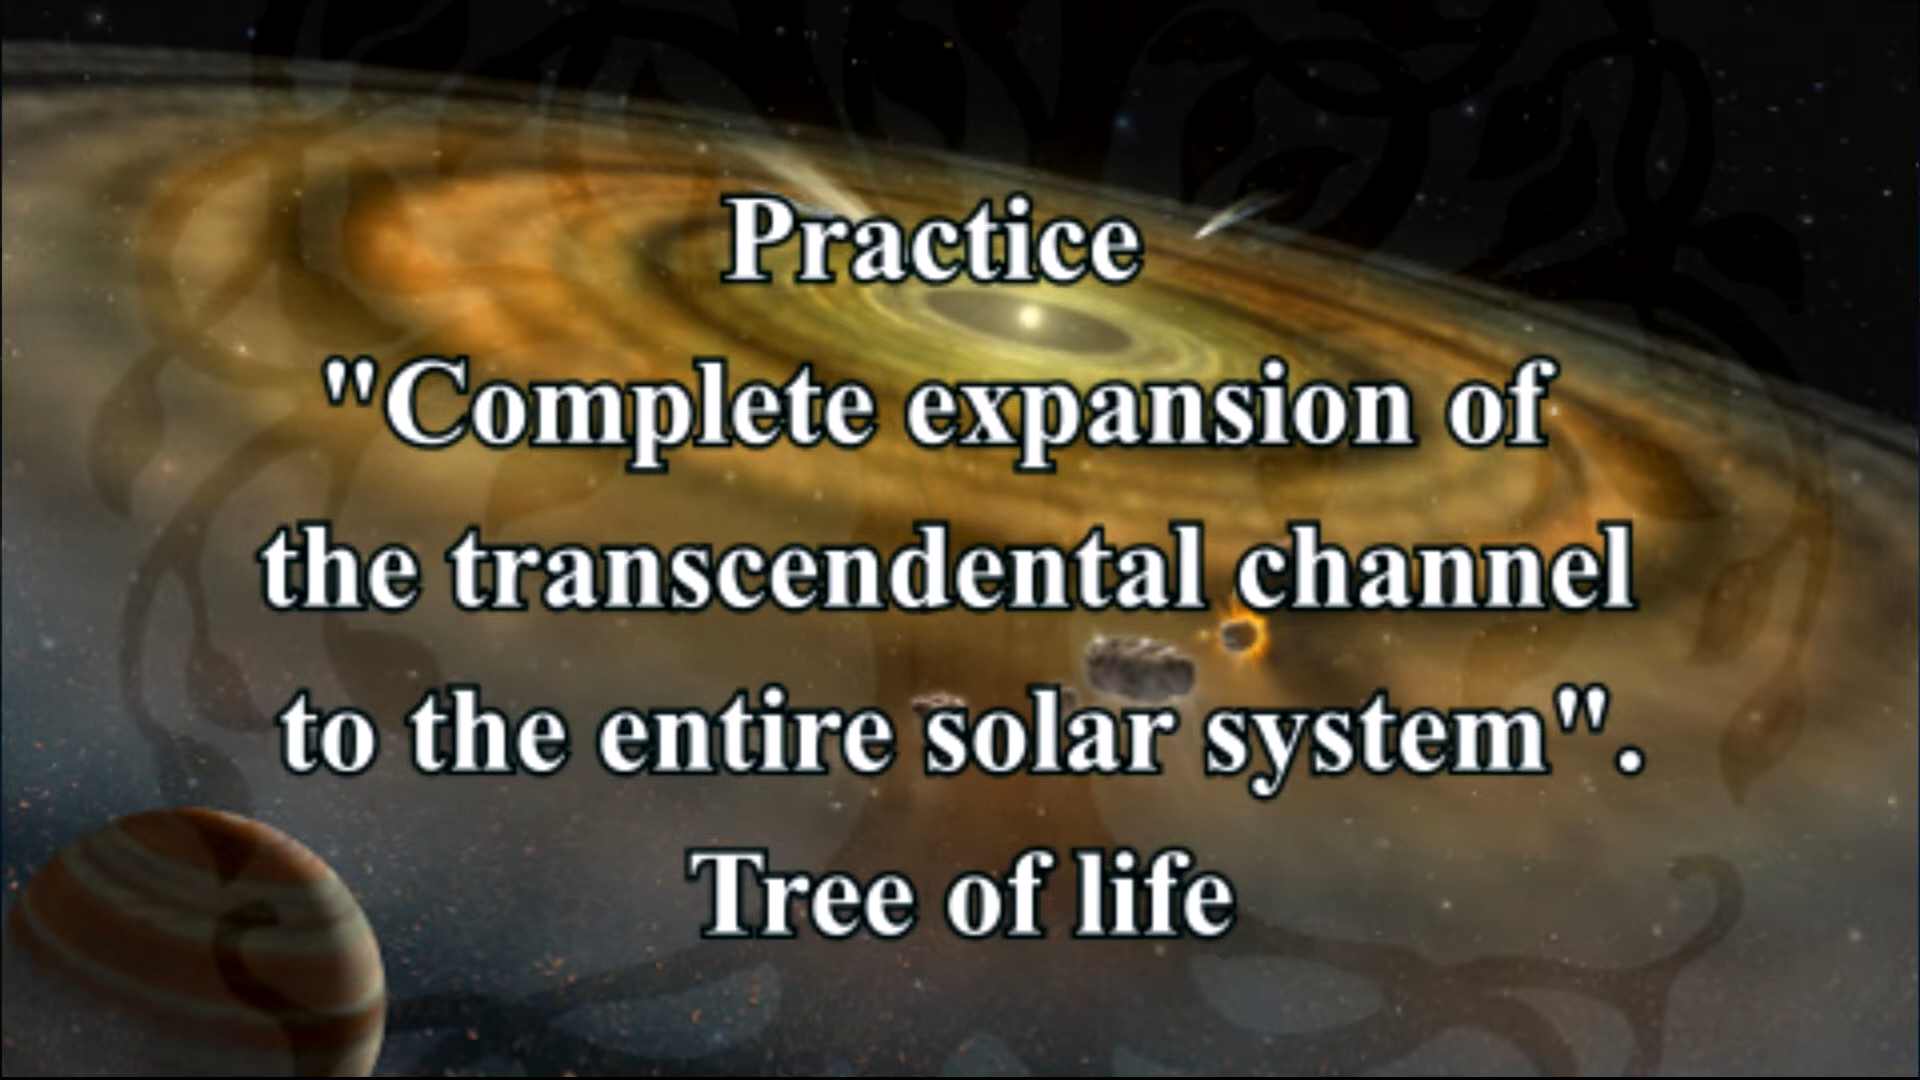 Practice
"Complete expansion of
the transcendental channel
to the entire solar system".
Tree of life